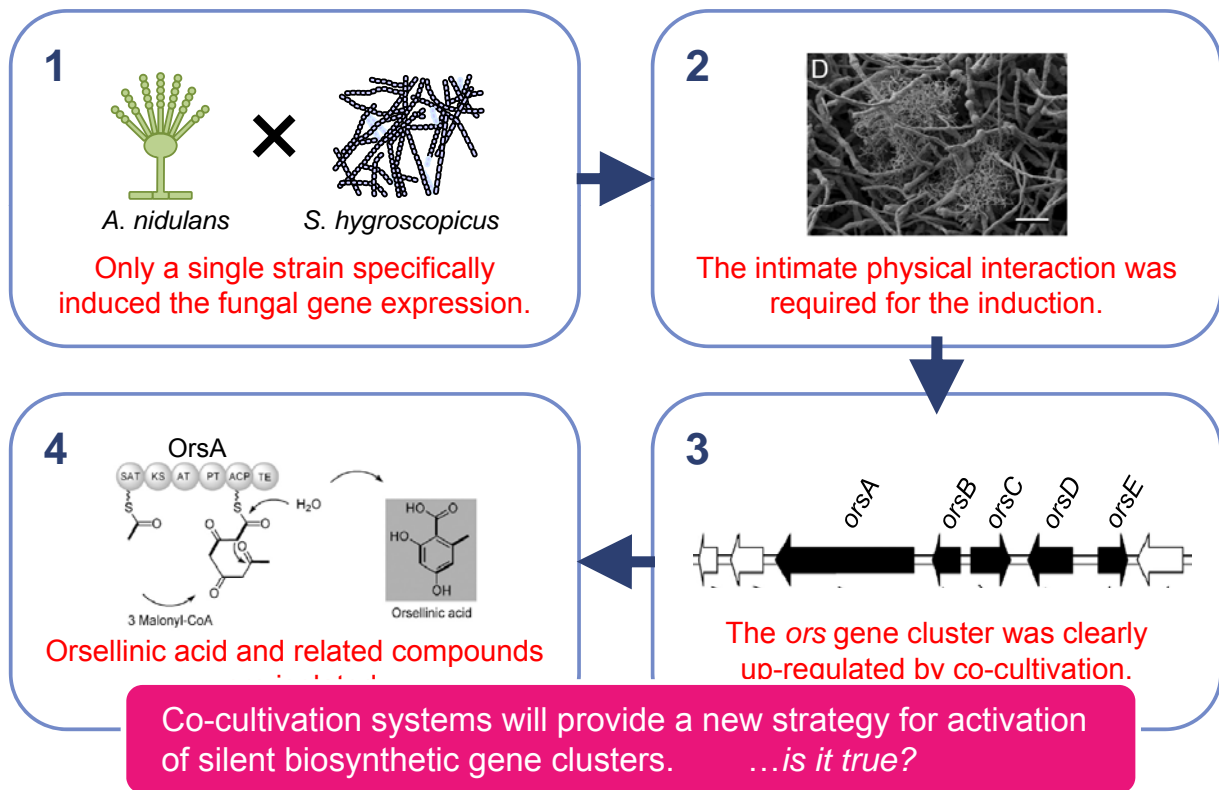 1
A. nidulans
S. hygroscopicus
Only a single strain specifically
induced the fungal gene expression.
2
D
The intimate physical interaction was
required for the induction.
3
orsA
orsB
orsC
orsD
orsE
The ors gene cluster was clearly
up-regulated by co-cultivation.
4
OrsA
SAT KS AT PT ACP TE
S
S
O
O
H₂O
O
O
O
O
3 Malonyl-CoA
HO
O
HO
OH
Orsellinic acid
Orsellinic acid and related compounds
Co-cultivation systems will provide a new strategy for activation
of silent biosynthetic gene clusters. …is it true?